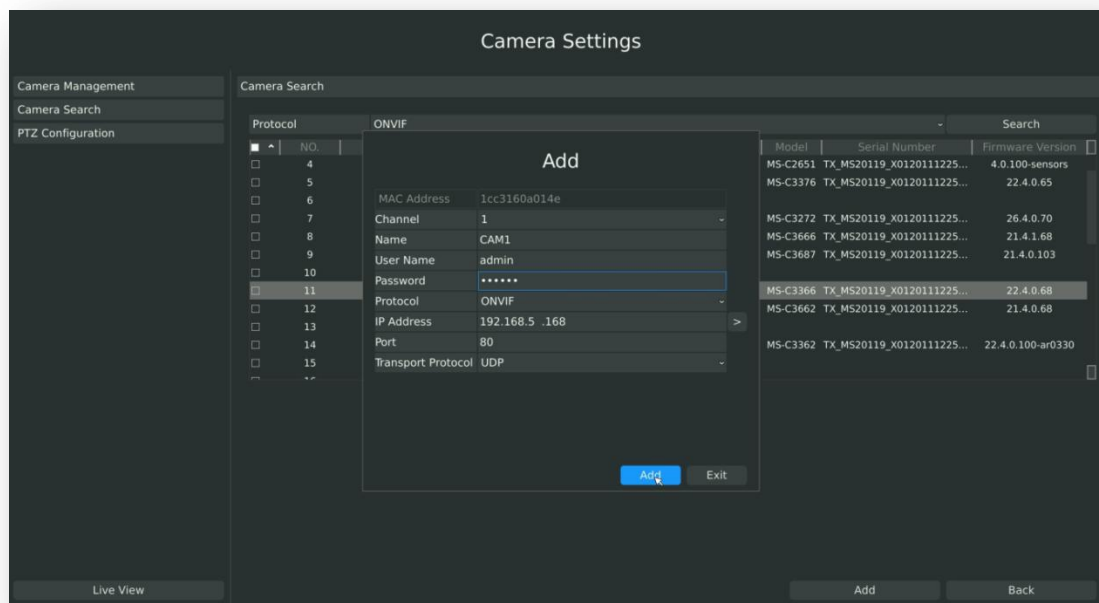 Camera Settings
Camera Management
Camera Search
PTZ Configuration
Camera Search
Protocol ONVIF Search
NO. Model Serial Number Firmware Version
4 MS-C2651 TX_MS20119_X0120111225... 4.0.100-sensors
5 MS-C3376 TX_MS20119_X0120111225... 22.4.0.65
6
7 MS-C3272 TX_MS20119_X0120111225... 26.4.0.70
8 MS-C3666 TX_MS20119_X0120111225... 21.4.1.68
9 MS-C3687 TX_MS20119_X0120111225... 21.4.0.103
10
11 MS-C3366 TX_MS20119_X0120111225... 22.4.0.68
12 MS-C3662 TX_MS20119_X0120111225... 21.4.0.68
13
14 MS-C3362 TX_MS20119_X0120111225... 22.4.0.100-ar0330
15
Add
MAC Address 1cc3160a014e
Channel 1
Name CAM1
User Name admin
Password ••••••
Protocol ONVIF
IP Address 192.168.5 .168 >
Port 80
Transport Protocol UDP
Add Exit
Live View Add Back